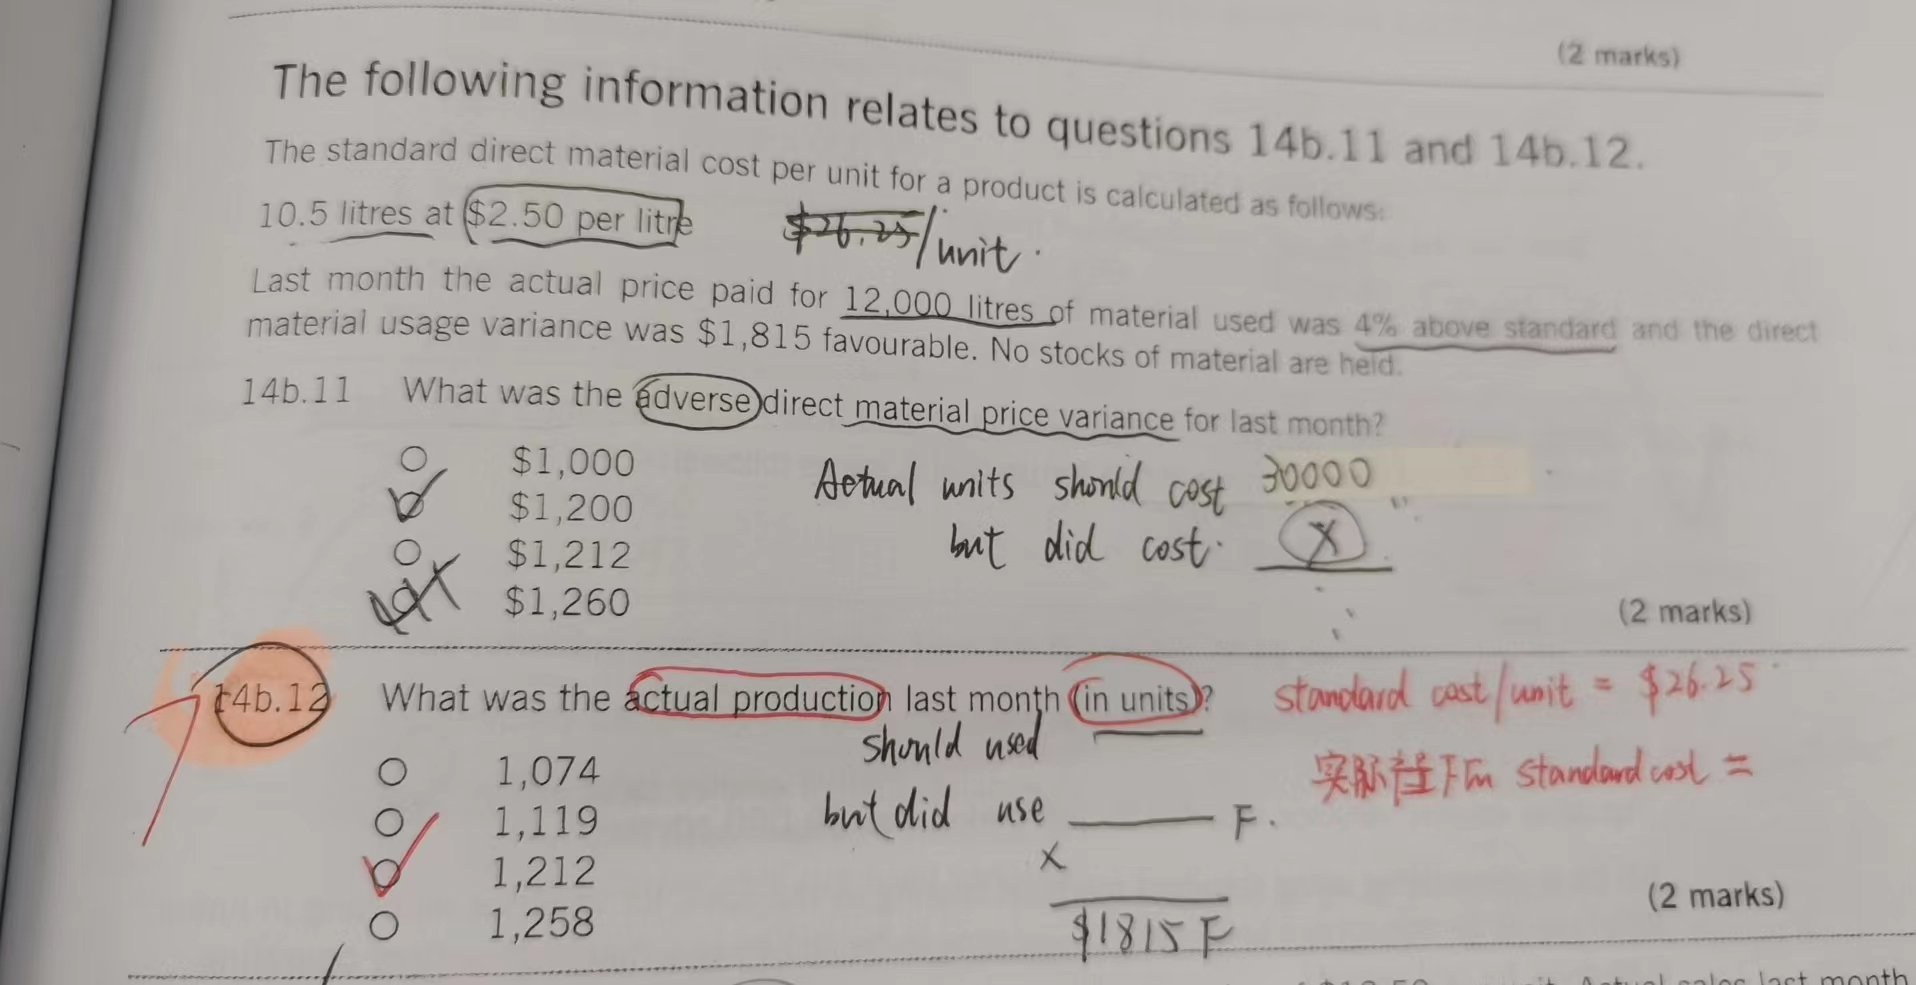 (2 marks)
The following information relates to questions 14b.11 and 14b.12.
The standard direct material cost per unit for a product is calculated as follows:
10.5 litres at $2.50 per litre $26.25/unit.
Last month the actual price paid for 12,000 litres of material used was 4% above standard and the direct
material usage variance was $1,815 favourable. No stocks of material are held.
14b.11 What was the adverse direct material price variance for last month?
$1,000
$1,200
$1,212
$1,260
Actual units should cost 30000
but did cost. X
(2 marks)
14b.12 What was the actual production last month (in units)?
standard cost/unit = $26.25
should used
1,074
1,119
1,212
1,258
but did use F.
X
$1815 F
实际 standard cost =
(2 marks)
sales last month